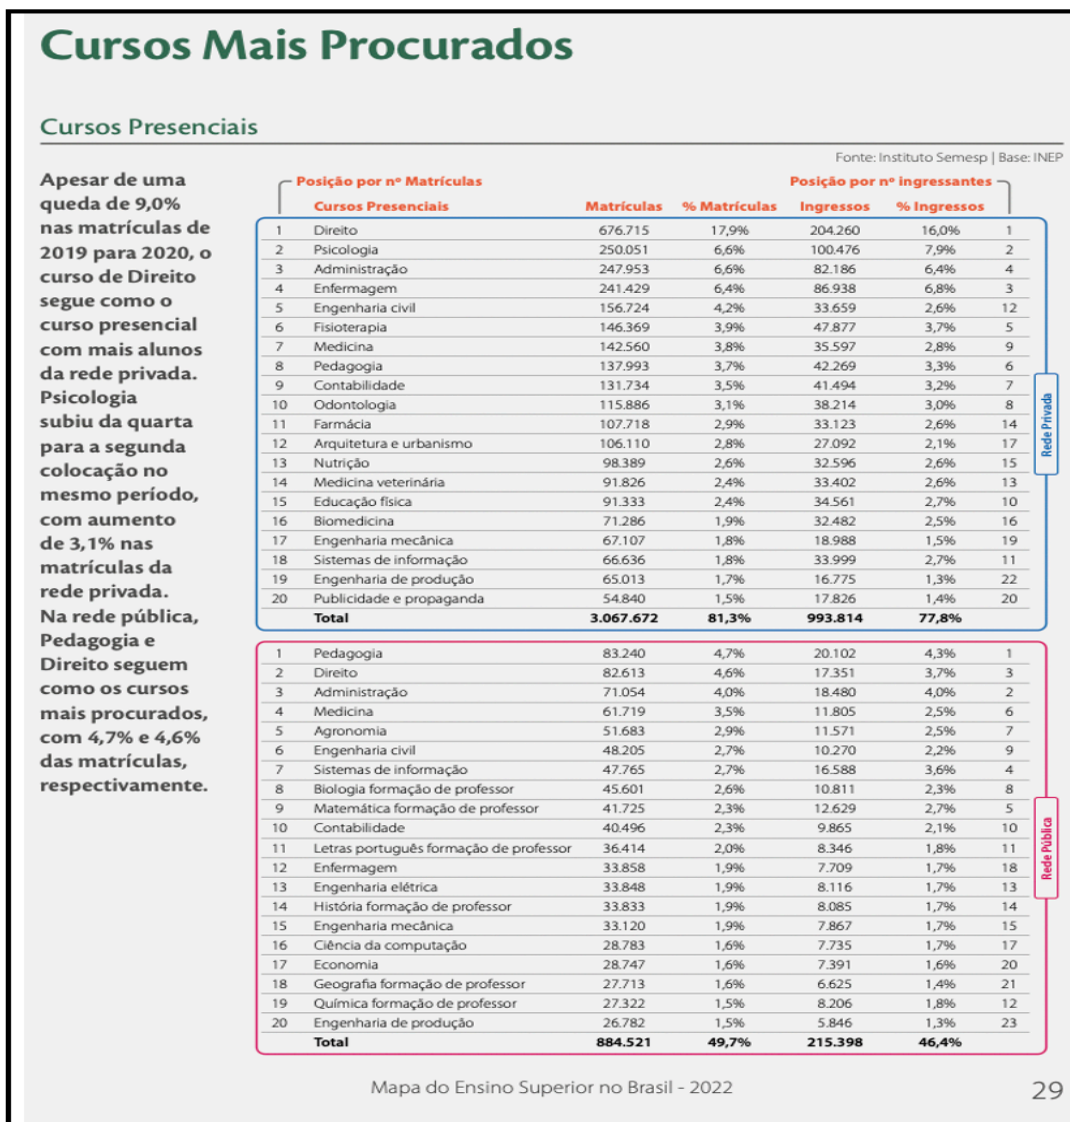 Cursos Mais Procurados
Cursos Presenciais
Fonte: Instituto Semesp | Base: INEP
Apesar de uma
queda de 9,0%
nas matrículas de
2019 para 2020, o
curso de Direito
segue como o
curso presencial
com mais alunos
da rede privada.
Psicologia
subiu da quarta
para a segunda
colocação no
mesmo período,
com aumento
de 3,1% nas
matrículas da
rede privada.
Na rede pública,
Pedagogia e
Direito seguem
como os cursos
mais procurados,
com 4,7% e 4,6%
das matrículas,
respectivamente.
Posição por nº Matrículas Posição por nº ingressantes
Cursos Presenciais Matrículas % Matrículas Ingressos % Ingressos
1 Direito 676.715 17,9% 204.260 16,0% 1
2 Psicologia 250.051 6,6% 100.476 7,9% 2
3 Administração 247.953 6,6% 82.186 6,4% 4
4 Enfermagem 241.429 6,4% 86.938 6,8% 3
5 Engenharia civil 156.724 4,2% 33.659 2,6% 12
6 Fisioterapia 146.369 3,9% 47.877 3,7% 5
7 Medicina 142.560 3,8% 35.597 2,8% 9
8 Pedagogia 137.993 3,7% 42.269 3,3% 6
9 Contabilidade 131.734 3,5% 41.494 3,2% 7
10 Odontologia 115.886 3,1% 38.214 3,0% 8
11 Farmácia 107.718 2,9% 33.123 2,6% 14
12 Arquitetura e urbanismo 106.110 2,8% 27.092 2,1% 17
13 Nutrição 98.389 2,6% 32.596 2,6% 15
14 Medicina veterinária 91.826 2,4% 33.402 2,6% 13
15 Educação física 91.333 2,4% 34.561 2,7% 10
16 Biomedicina 71.286 1,9% 32.482 2,5% 16
17 Engenharia mecânica 67.107 1,8% 18.988 1,5% 19
18 Sistemas de informação 66.636 1,8% 33.999 2,7% 11
19 Engenharia de produção 65.013 1,7% 16.775 1,3% 22
20 Publicidade e propaganda 54.840 1,5% 17.826 1,4% 20
Total 3.067.672 81,3% 993.814 77,8%
Rede Privada
1 Pedagogia 83.240 4,7% 20.102 4,3% 1
2 Direito 82.613 4,6% 17.351 3,7% 3
3 Administração 71.054 4,0% 18.480 4,0% 2
4 Medicina 61.719 3,5% 11.805 2,5% 6
5 Agronomia 51.683 2,9% 11.571 2,5% 7
6 Engenharia civil 48.205 2,7% 10.270 2,2% 9
7 Sistemas de informação 47.765 2,7% 16.588 3,6% 4
8 Biologia formação de professor 45.601 2,6% 10.811 2,3% 8
9 Matemática formação de professor 41.725 2,3% 12.629 2,7% 5
10 Contabilidade 40.496 2,3% 9.865 2,1% 10
11 Letras português formação de professor 36.414 2,0% 8.346 1,8% 11
12 Enfermagem 33.858 1,9% 7.709 1,7% 18
13 Engenharia elétrica 33.848 1,9% 8.116 1,7% 13
14 História formação de professor 33.833 1,9% 8.085 1,7% 14
15 Engenharia mecânica 33.120 1,9% 7.867 1,7% 15
16 Ciência da computação 28.783 1,6% 7.735 1,7% 17
17 Economia 28.747 1,6% 7.391 1,6% 20
18 Geografia formação de professor 27.713 1,6% 6.625 1,4% 21
19 Química formação de professor 27.322 1,5% 8.206 1,8% 12
20 Engenharia de produção 26.782 1,5% 5.846 1,3% 23
Total 884.521 49,7% 215.398 46,4%
Rede Pública
Mapa do Ensino Superior no Brasil - 2022
29